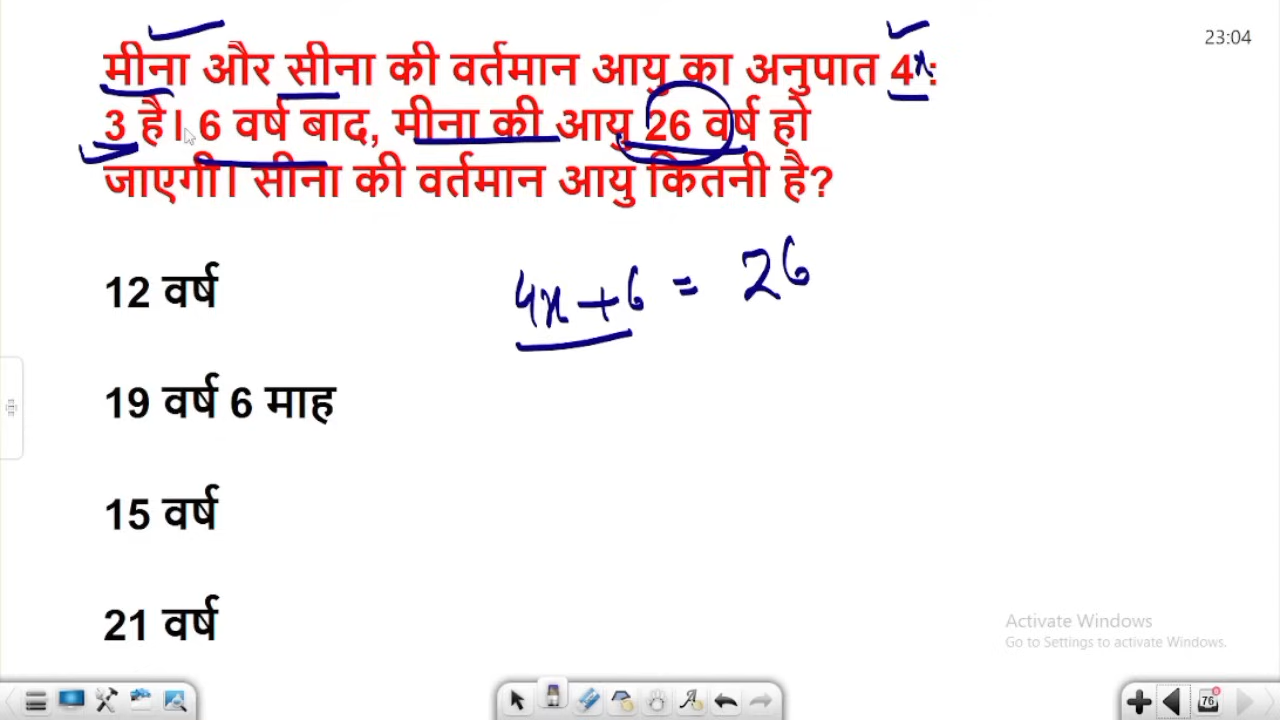 23:04
मीना और सीना की वर्तमान आयु का अनुपात 4x:
3 है। 6 वर्ष बाद, मीना की आयु 26 वर्ष हो
जाएगी। सीना की वर्तमान आयु कितनी है?
4x+6 = 26
12 वर्ष
19 वर्ष 6 माह
15 वर्ष
21 वर्ष
Activate Windows
Go to Settings to activate Windows.
76